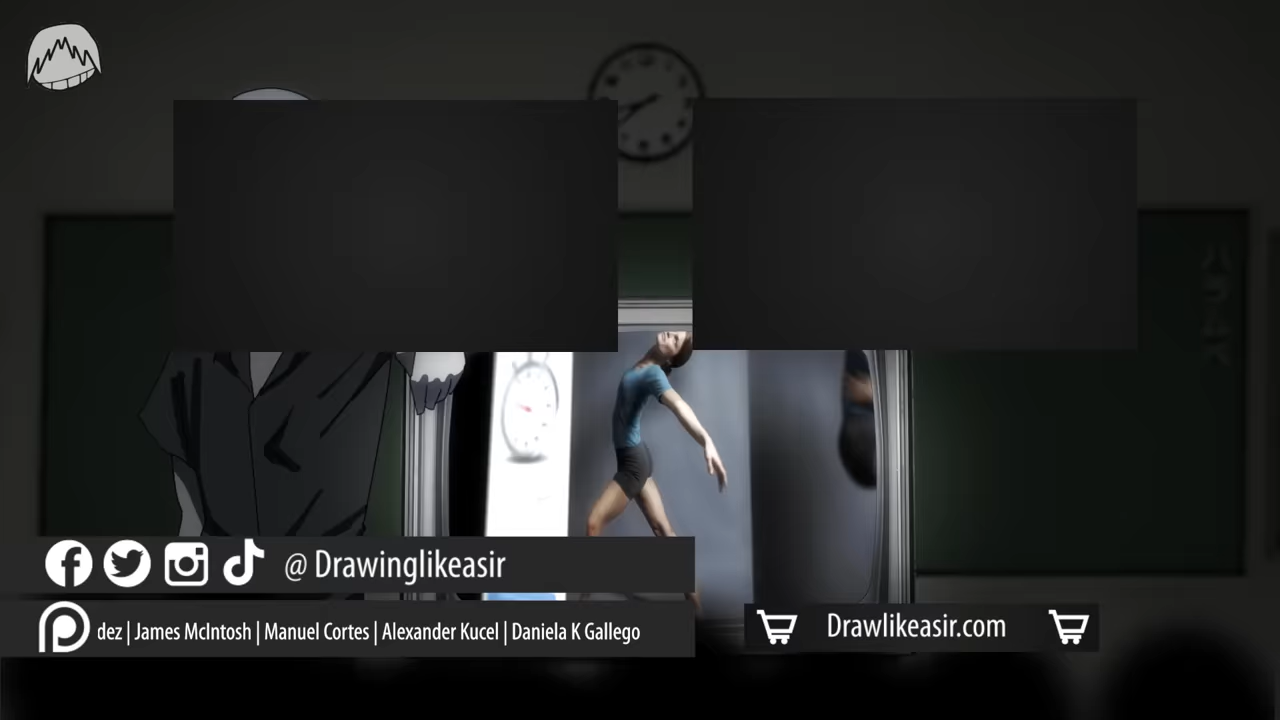 @ Drawinglikeasir
dez | James McIntosh | Manuel Cortes | Alexander Kucel | Daniela K Gallego
Drawlikeasir.com